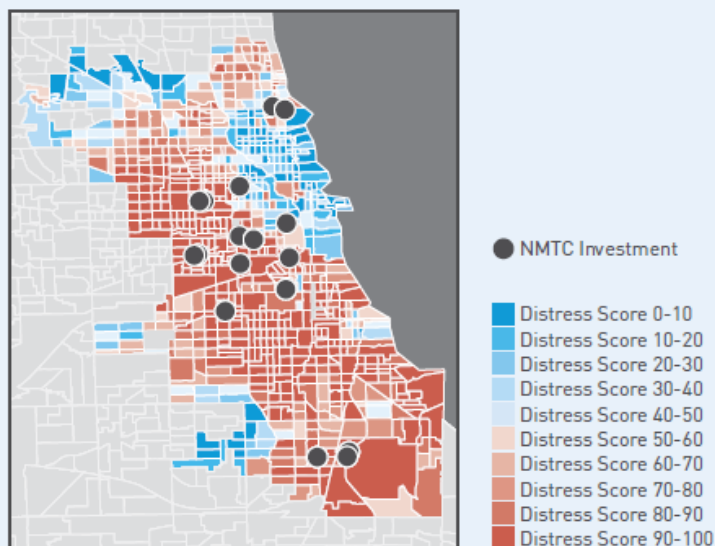 NMTC Investment
Distress Score 0-10
Distress Score 10-20
Distress Score 20-30
Distress Score 30-40
Distress Score 40-50
Distress Score 50-60
Distress Score 60-70
Distress Score 70-80
Distress Score 80-90
Distress Score 90-100